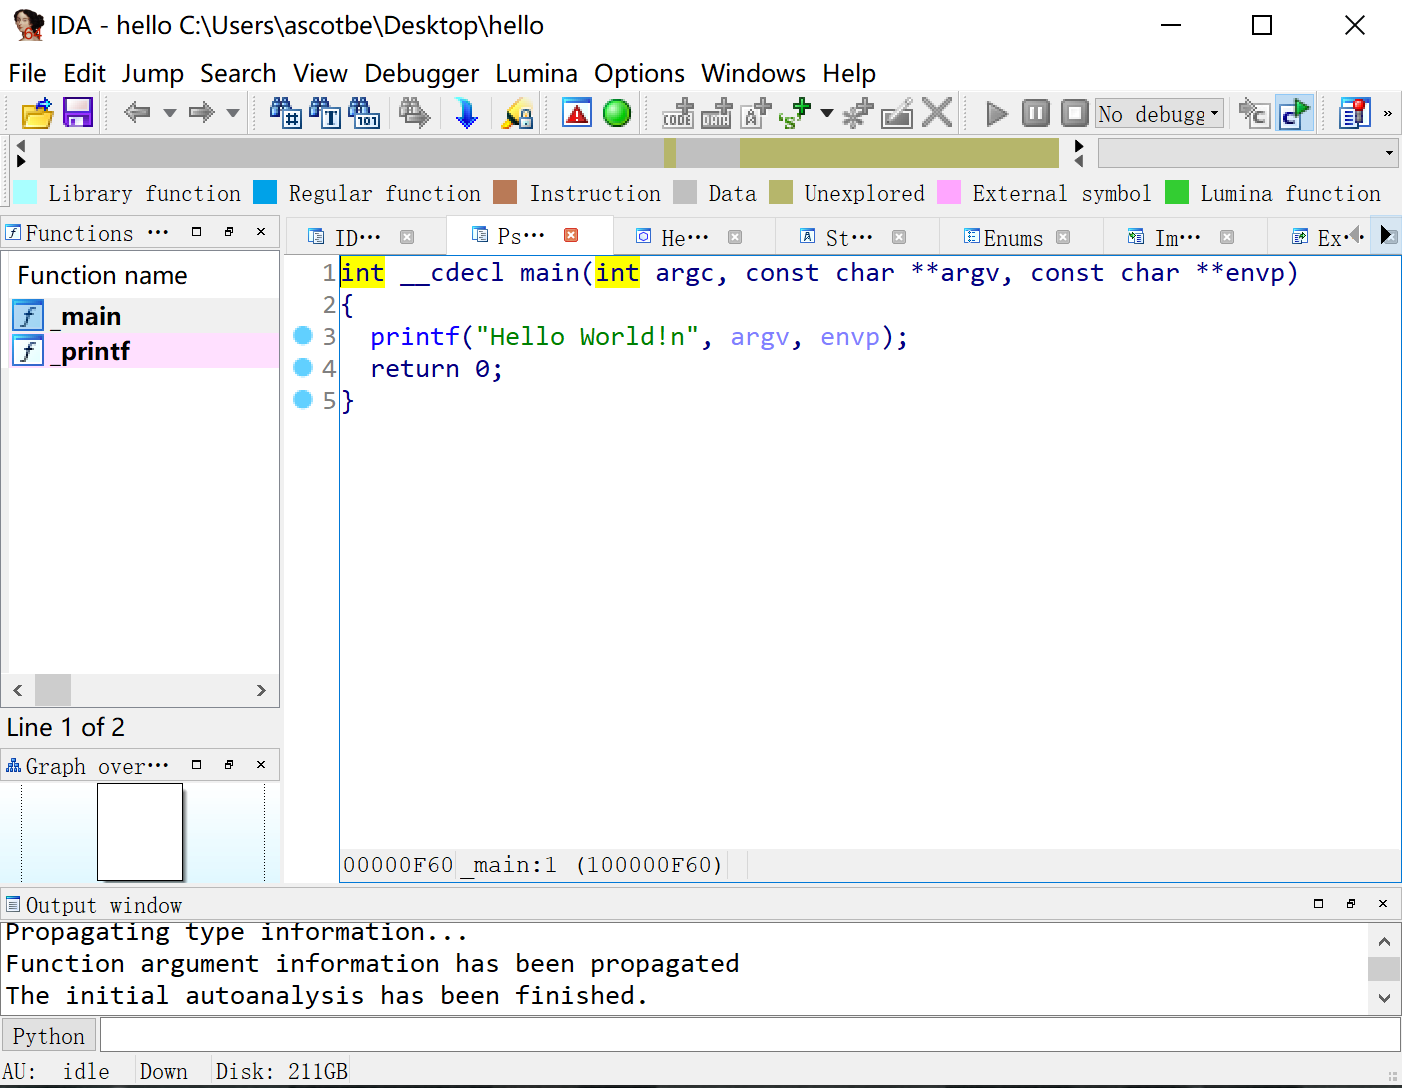 IDA - hello C:\Users\ascotbe\Desktop\hello
File Edit Jump Search View Debugger Lumina Options Windows Help
No debugg
Library function Regular function Instruction Data Unexplored External symbol Lumina function
Functions ···
ID··· Ps··· He··· St··· Enums Im··· Ex··
Function name
_main
_printf
1 int __cdecl main(int argc, const char **argv, const char **envp)
2 {
3 printf("Hello World!n", argv, envp);
4 return 0;
5 }
Line 1 of 2
Graph over···
00000F60 _main:1 (100000F60)
Output window
Propagating type information...
Function argument information has been propagated
The initial autoanalysis has been finished.
Python
AU: idle Down Disk: 211GB